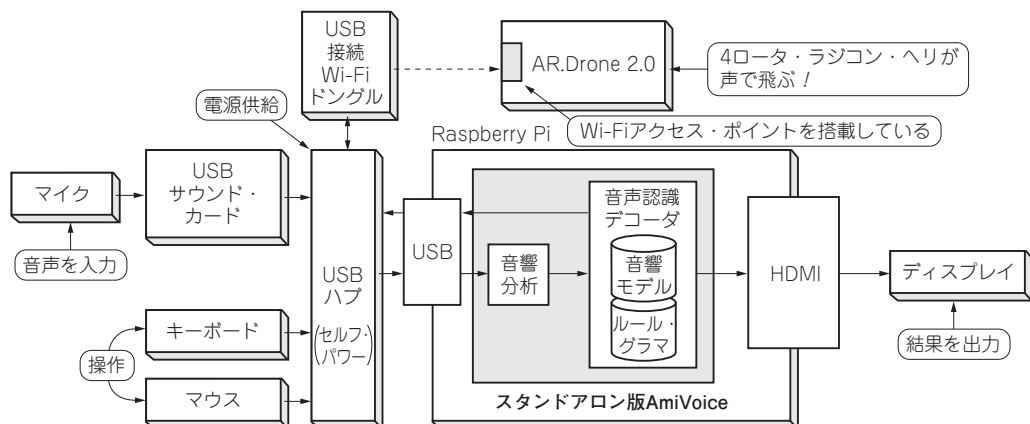 USB
接続
Wi-Fi
ドングル
AR.Drone 2.0
4ロータ・ラジコン・ヘリが
声で飛ぶ！
電源供給
Wi-Fiアクセス・ポイントを搭載している
Raspberry Pi
マイク
USB
サウンド・
カード
音声を入力
USB
ハブ
(セルフ・
パワー)
USB
音響
分析
音声認識
デコーダ
音響
モデル
ルール・
グラマ
HDMI
ディスプレイ
結果を出力
キーボード
操作
マウス
スタンドアロン版AmiVoice